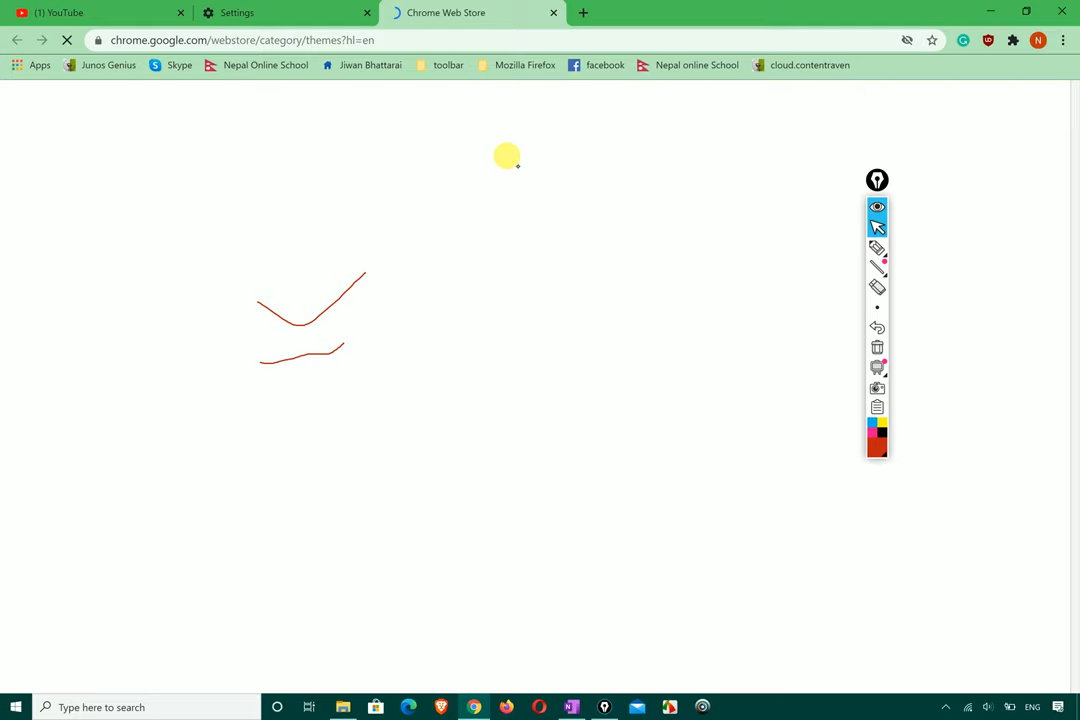 (1) YouTube
Settings
Chrome Web Store
chrome.google.com/webstore/category/themes?hl=en
N
Apps
Junos Genius
Skype
Nepal Online School
Jiwan Bhattarai
toolbar
Mozilla Firefox
facebook
Nepal online School
cloud.contentraven
Type here to search
ENG